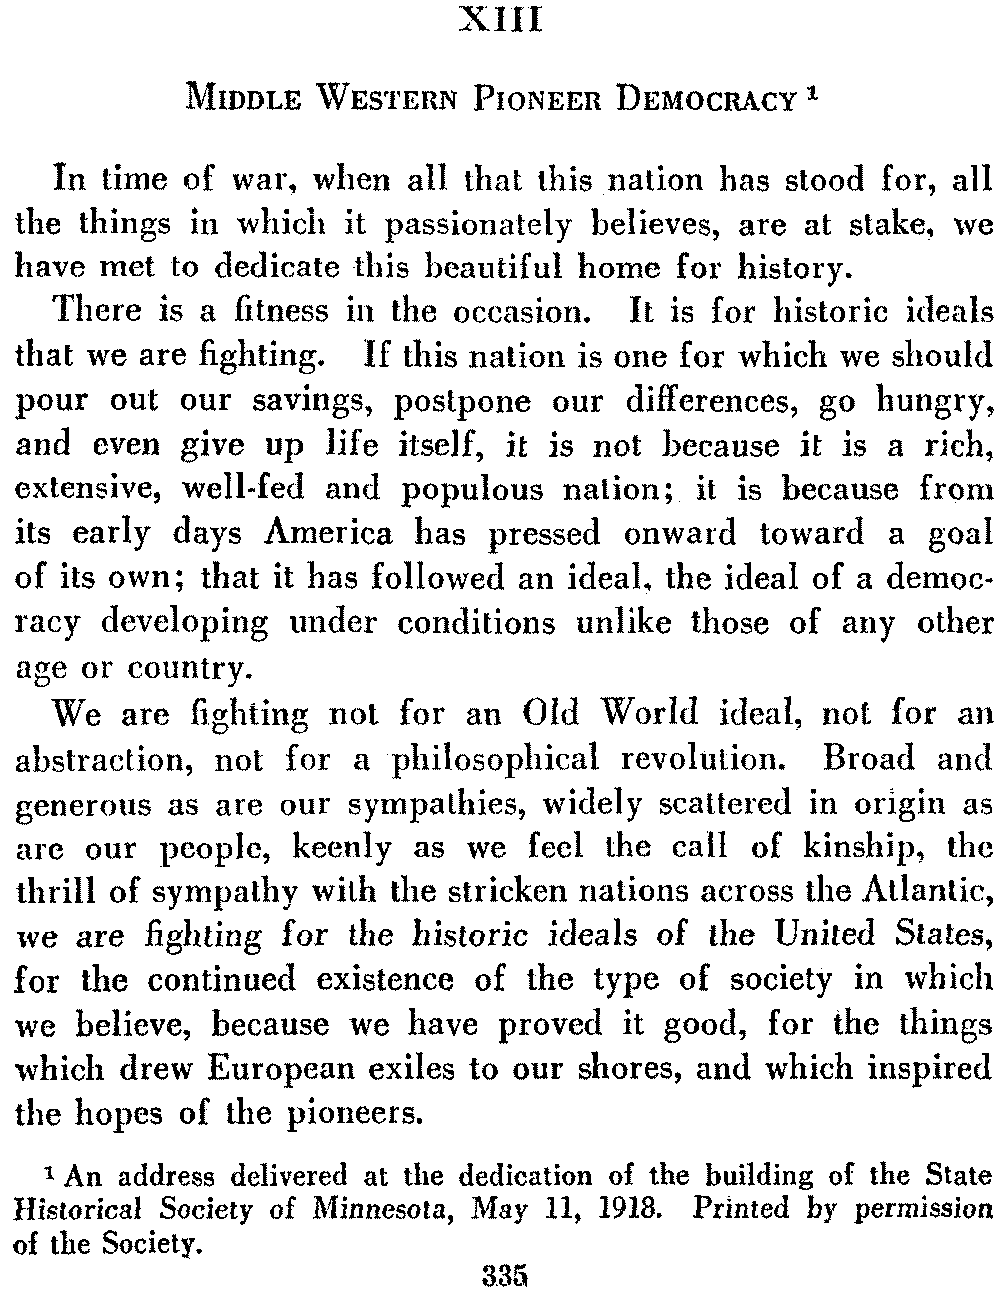 XIII
MIDDLE WESTERN PIONEER DEMOCRACY ¹
In time of war, when all that this nation has stood for, all
the things in which it passionately believes, are at stake, we
have met to dedicate this beautiful home for history.
There is a fitness in the occasion. It is for historic ideals
that we are fighting. If this nation is one for which we should
pour out our savings, postpone our differences, go hungry,
and even give up life itself, it is not because it is a rich,
extensive, well-fed and populous nation; it is because from
its early days America has pressed onward toward a goal
of its own; that it has followed an ideal, the ideal of a democ-
racy developing under conditions unlike those of any other
age or country.
We are fighting not for an Old World ideal, not for an
abstraction, not for a philosophical revolution. Broad and
generous as are our sympathies, widely scattered in origin as
are our people, keenly as we feel the call of kinship, the
thrill of sympathy with the stricken nations across the Atlantic,
we are fighting for the historic ideals of the United States,
for the continued existence of the type of society in which
we believe, because we have proved it good, for the things
which drew European exiles to our shores, and which inspired
the hopes of the pioneers.
¹ An address delivered at the dedication of the building of the State
Historical Society of Minnesota, May 11, 1918. Printed by permission
of the Society.
335